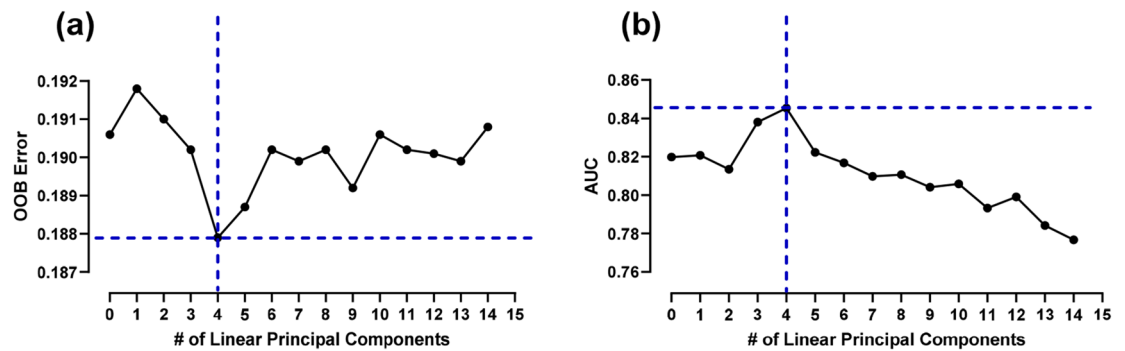 (a)
OOB Error
0.192
0.191
0.190
0.189
0.188
0.187
0 1 2 3 4 5 6 7 8 9 10 11 12 13 14 15
# of Linear Principal Components
(b)
AUC
0.86
0.84
0.82
0.80
0.78
0.76
0 1 2 3 4 5 6 7 8 9 10 11 12 13 14 15
# of Linear Principal Components